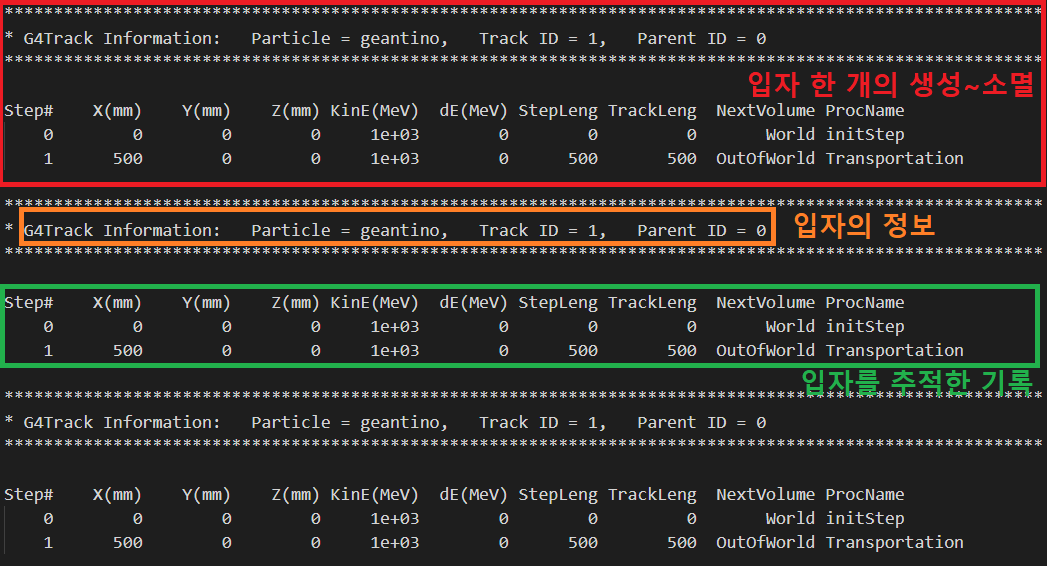 *********************************************************************************************************
* G4Track Information:   Particle = geantino,   Track ID = 1,   Parent ID = 0
*********************************************************************************************************
입자 한 개의 생성~소멸
Step#    X(mm)    Y(mm)    Z(mm) KinE(MeV)  dE(MeV) StepLeng TrackLeng  NextVolume ProcName
    0        0        0        0     1e+03        0        0         0       World initStep
    1      500        0        0     1e+03        0      500       500  OutOfWorld Transportation
*********************************************************************************************************
* G4Track Information:   Particle = geantino,   Track ID = 1,   Parent ID = 0
입자의 정보
*********************************************************************************************************
Step#    X(mm)    Y(mm)    Z(mm) KinE(MeV)  dE(MeV) StepLeng TrackLeng  NextVolume ProcName
    0        0        0        0     1e+03        0        0         0       World initStep
    1      500        0        0     1e+03        0      500       500  OutOfWorld Transportation
입자를 추적한 기록
*********************************************************************************************************
* G4Track Information:   Particle = geantino,   Track ID = 1,   Parent ID = 0
*********************************************************************************************************
Step#    X(mm)    Y(mm)    Z(mm) KinE(MeV)  dE(MeV) StepLeng TrackLeng  NextVolume ProcName
    0        0        0        0     1e+03        0        0         0       World initStep
    1      500        0        0     1e+03        0      500       500  OutOfWorld Transportation